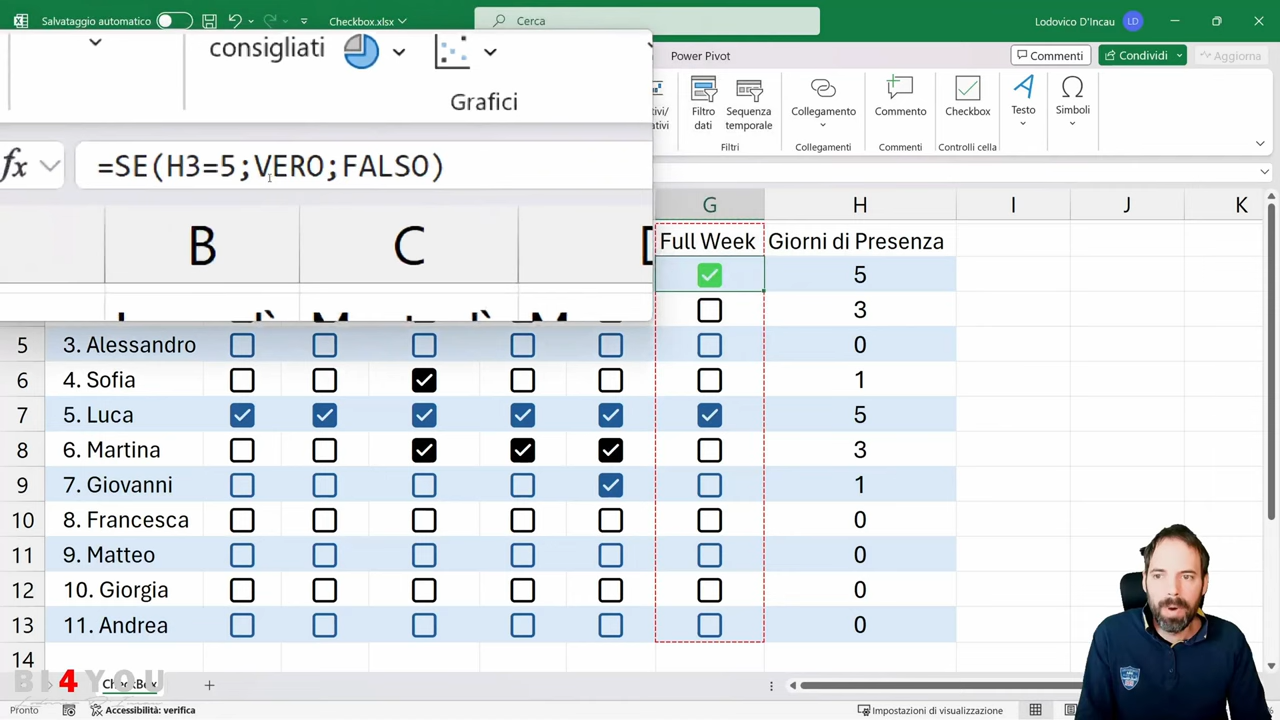 Salvataggio automatico
Checkbox.xlsx
Cerca
Lodovico D'Incau
LD
Power Pivot
Commenti
Condividi
Aggiorna
consigliati
Grafici
Filtro dati
Sequenza temporale
Filtri
Collegamento
Collegamenti
Commento
Commenti
Checkbox
Controlli cella
Testo
Simboli
fx =SE(H3=5;VERO;FALSO)
B C G H I J K
Full Week Giorni di Presenza
5
3
5 3. Alessandro 0
6 4. Sofia 1
7 5. Luca 5
8 6. Martina 3
9 7. Giovanni 1
10 8. Francesca 0
11 9. Matteo 0
12 10. Giorgia 0
13 11. Andrea 0
14
BI4YOU
CheckBox
Pronto
Accessibilità: verifica
Impostazioni di visualizzazione